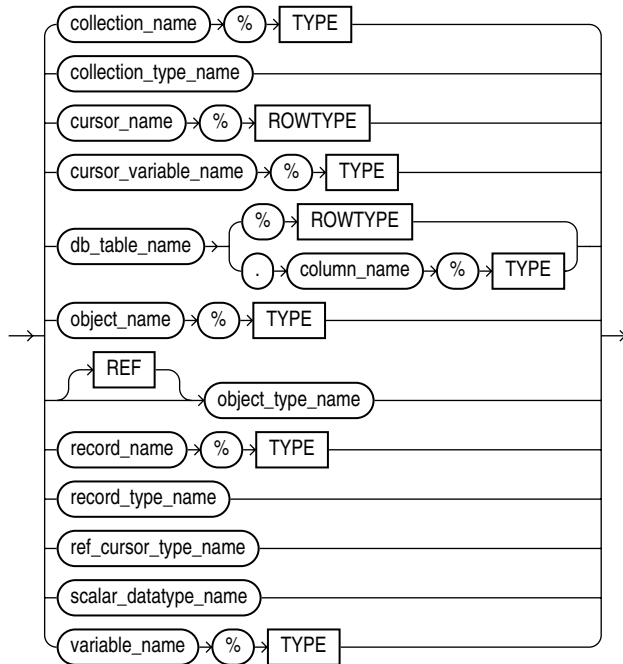 collection_name % TYPE
collection_type_name
cursor_name % ROWTYPE
cursor_variable_name % TYPE
% ROWTYPE
db_table_name
. column_name % TYPE
object_name % TYPE
REF
object_type_name
record_name % TYPE
record_type_name
ref_cursor_type_name
scalar_datatype_name
variable_name % TYPE